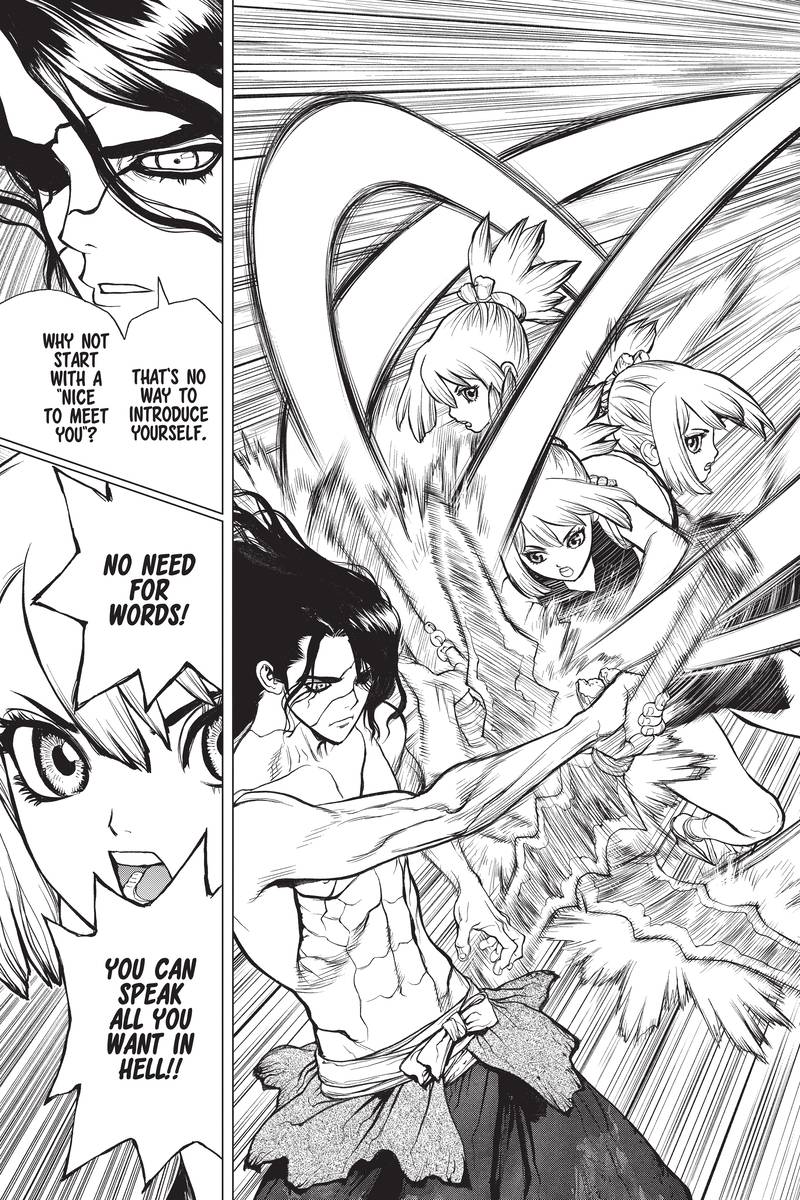 THAT'S NO
WAY TO
INTRODUCE
YOURSELF.
WHY NOT
START
WITH A
"NICE
TO MEET
YOU"?
NO NEED
FOR
WORDS!
YOU CAN
SPEAK
ALL YOU
WANT IN
HELL!!